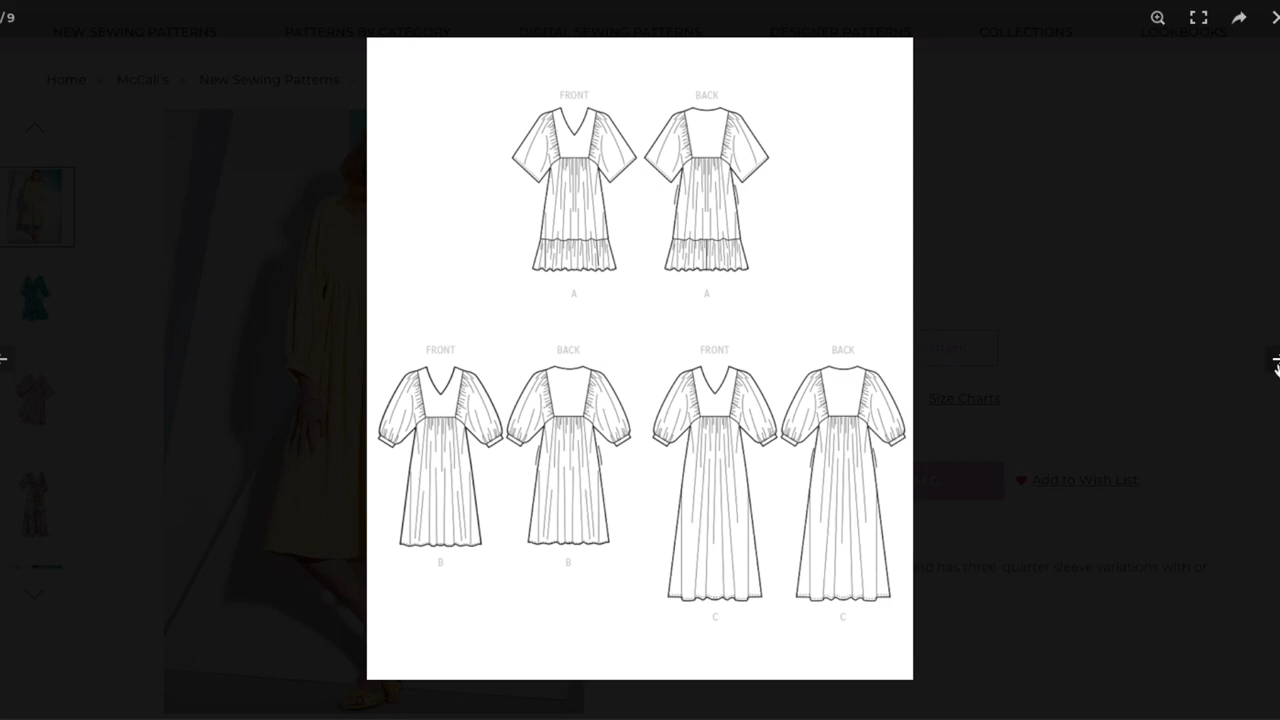 /9
NEW SEWING PATTERNS PATTERNS BY CATEGORY DIGITAL SEWING PATTERNS DESIGNER PATTERNS COLLECTIONS LOOKBOOKS
Home McCall's New Sewing Patterns
FRONT BACK
A A
FRONT BACK FRONT BACK
Size Charts
Add to Wish List
B B
nd has three-quarter sleeve variations with or
C C